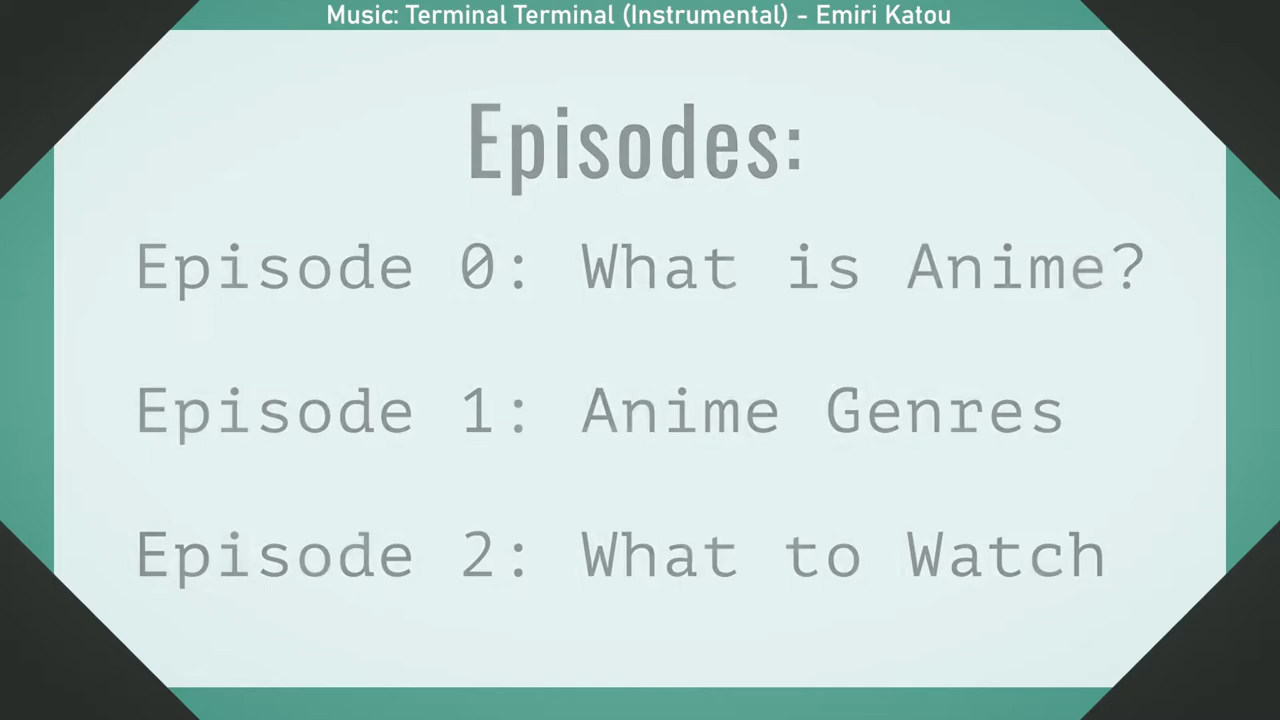 Music: Terminal Terminal (Instrumental) - Emiri Katou
Episodes:
Episode 0: What is Anime?
Episode 1: Anime Genres
Episode 2: What to Watch